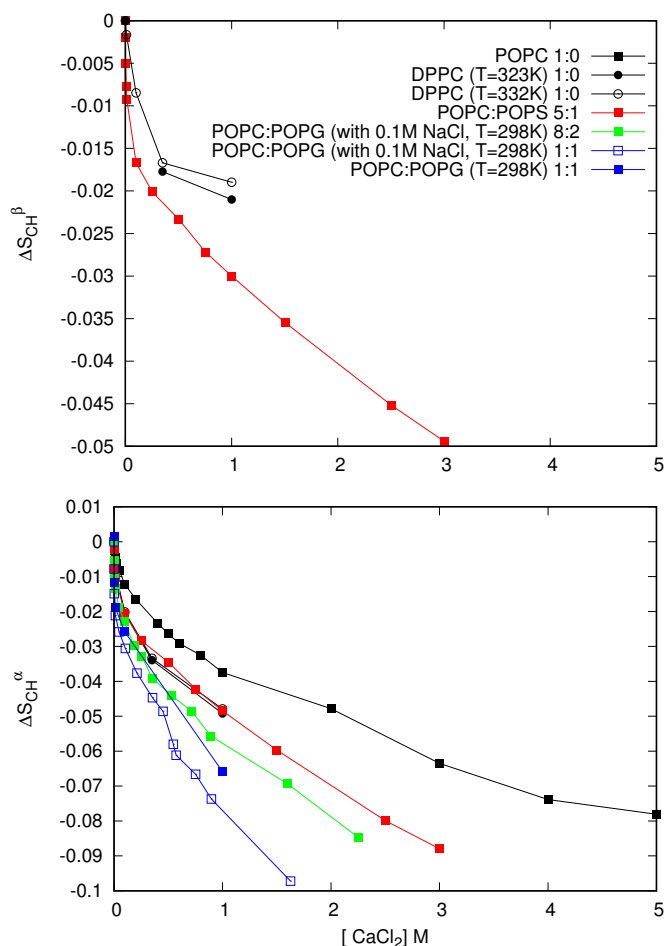 0
-0.005
-0.01
-0.015
-0.02
-0.025
-0.03
-0.035
-0.04
-0.045
-0.05
ΔS_CH^β
POPC 1:0
DPPC (T=323K) 1:0
DPPC (T=332K) 1:0
POPC:POPS 5:1
POPC:POPG (with 0.1M NaCl, T=298K) 8:2
POPC:POPG (with 0.1M NaCl, T=298K) 1:1
POPC:POPG (T=298K) 1:1
0 1 2 3 4 5
0.01
0
-0.01
-0.02
-0.03
-0.04
-0.05
-0.06
-0.07
-0.08
-0.09
-0.1
ΔS_CH^α
0 1 2 3 4 5
[ CaCl₂] M